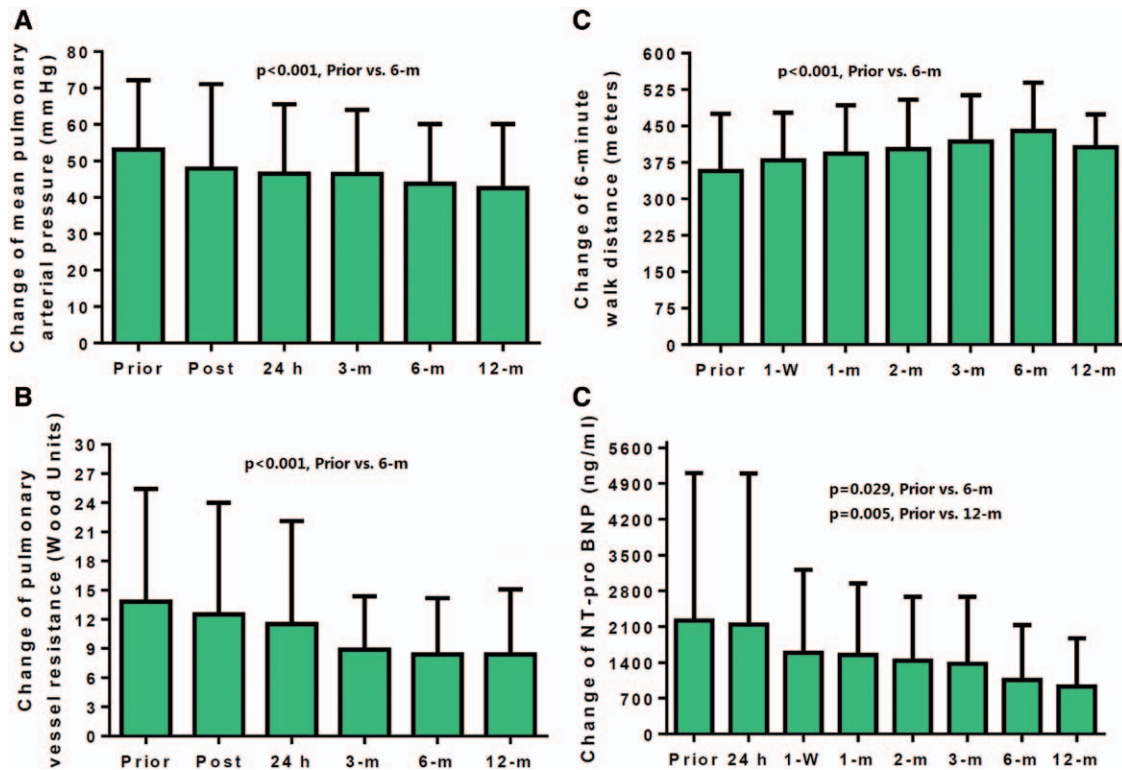 A
Change of mean pulmonary
arterial pressure (mmHg)
80
70
60
50
40
30
20
10
0
p<0.001, Prior vs. 6-m
Prior Post 24 h 3-m 6-m 12-m
C
Change of 6-minute
walk distance (meters)
600
525
450
375
300
225
150
75
0
p<0.001, Prior vs. 6-m
Prior 1-W 1-m 2-m 3-m 6-m 12-m
B
Change of pulmonary
vessel resistance (Wood Units)
30
27
24
21
18
15
12
9
6
3
0
p<0.001, Prior vs. 6-m
Prior Post 24 h 3-m 6-m 12-m
C
Change of NT-pro BNP (ng/ml)
5600
4900
4200
3500
2800
2100
1400
700
0
p=0.029, Prior vs. 6-m
p=0.005, Prior vs. 12-m
Prior 24 h 1-W 1-m 2-m 3-m 6-m 12-m